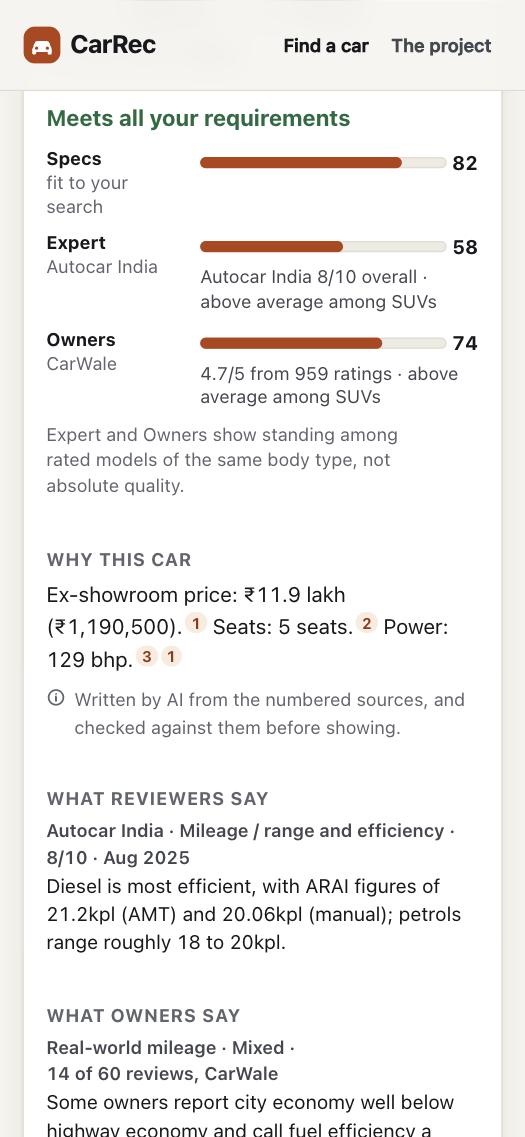 CarRec
Find a car
The project
Meets all your requirements
Specs
fit to your
search
82
Expert
Autocar India
58
Autocar India 8/10 overall ·
above average among SUVs
Owners
CarWale
74
4.7/5 from 959 ratings · above
average among SUVs
Expert and Owners show standing among
rated models of the same body type, not
absolute quality.
WHY THIS CAR
Ex-showroom price: ₹11.9 lakh
(₹1,190,500). 1 Seats: 5 seats. 2 Power:
129 bhp. 3 1
Written by AI from the numbered sources, and
checked against them before showing.
WHAT REVIEWERS SAY
Autocar India · Mileage / range and efficiency ·
8/10 · Aug 2025
Diesel is most efficient, with ARAI figures of
21.2kpl (AMT) and 20.06kpl (manual); petrols
range roughly 18 to 20kpl.
WHAT OWNERS SAY
Real-world mileage · Mixed ·
14 of 60 reviews, CarWale
Some owners report city economy well below
highway economy and call fuel efficiency a